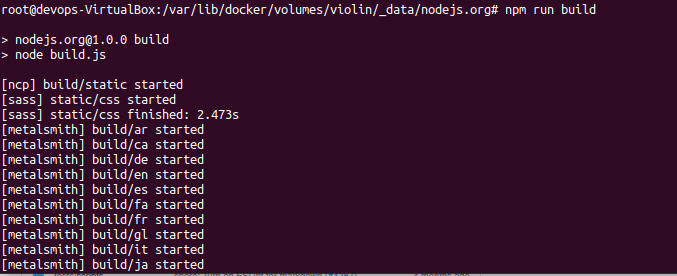 root@devops-VirtualBox:/var/lib/docker/volumes/violin/_data/nodejs.org# npm run build
> nodejs.org@1.0.0 build
> node build.js
[ncp] build/static started
[sass] static/css started
[sass] static/css finished: 2.473s
[metalsmith] build/ar started
[metalsmith] build/ca started
[metalsmith] build/de started
[metalsmith] build/en started
[metalsmith] build/es started
[metalsmith] build/fa started
[metalsmith] build/fr started
[metalsmith] build/gl started
[metalsmith] build/it started
[metalsmith] build/ja started